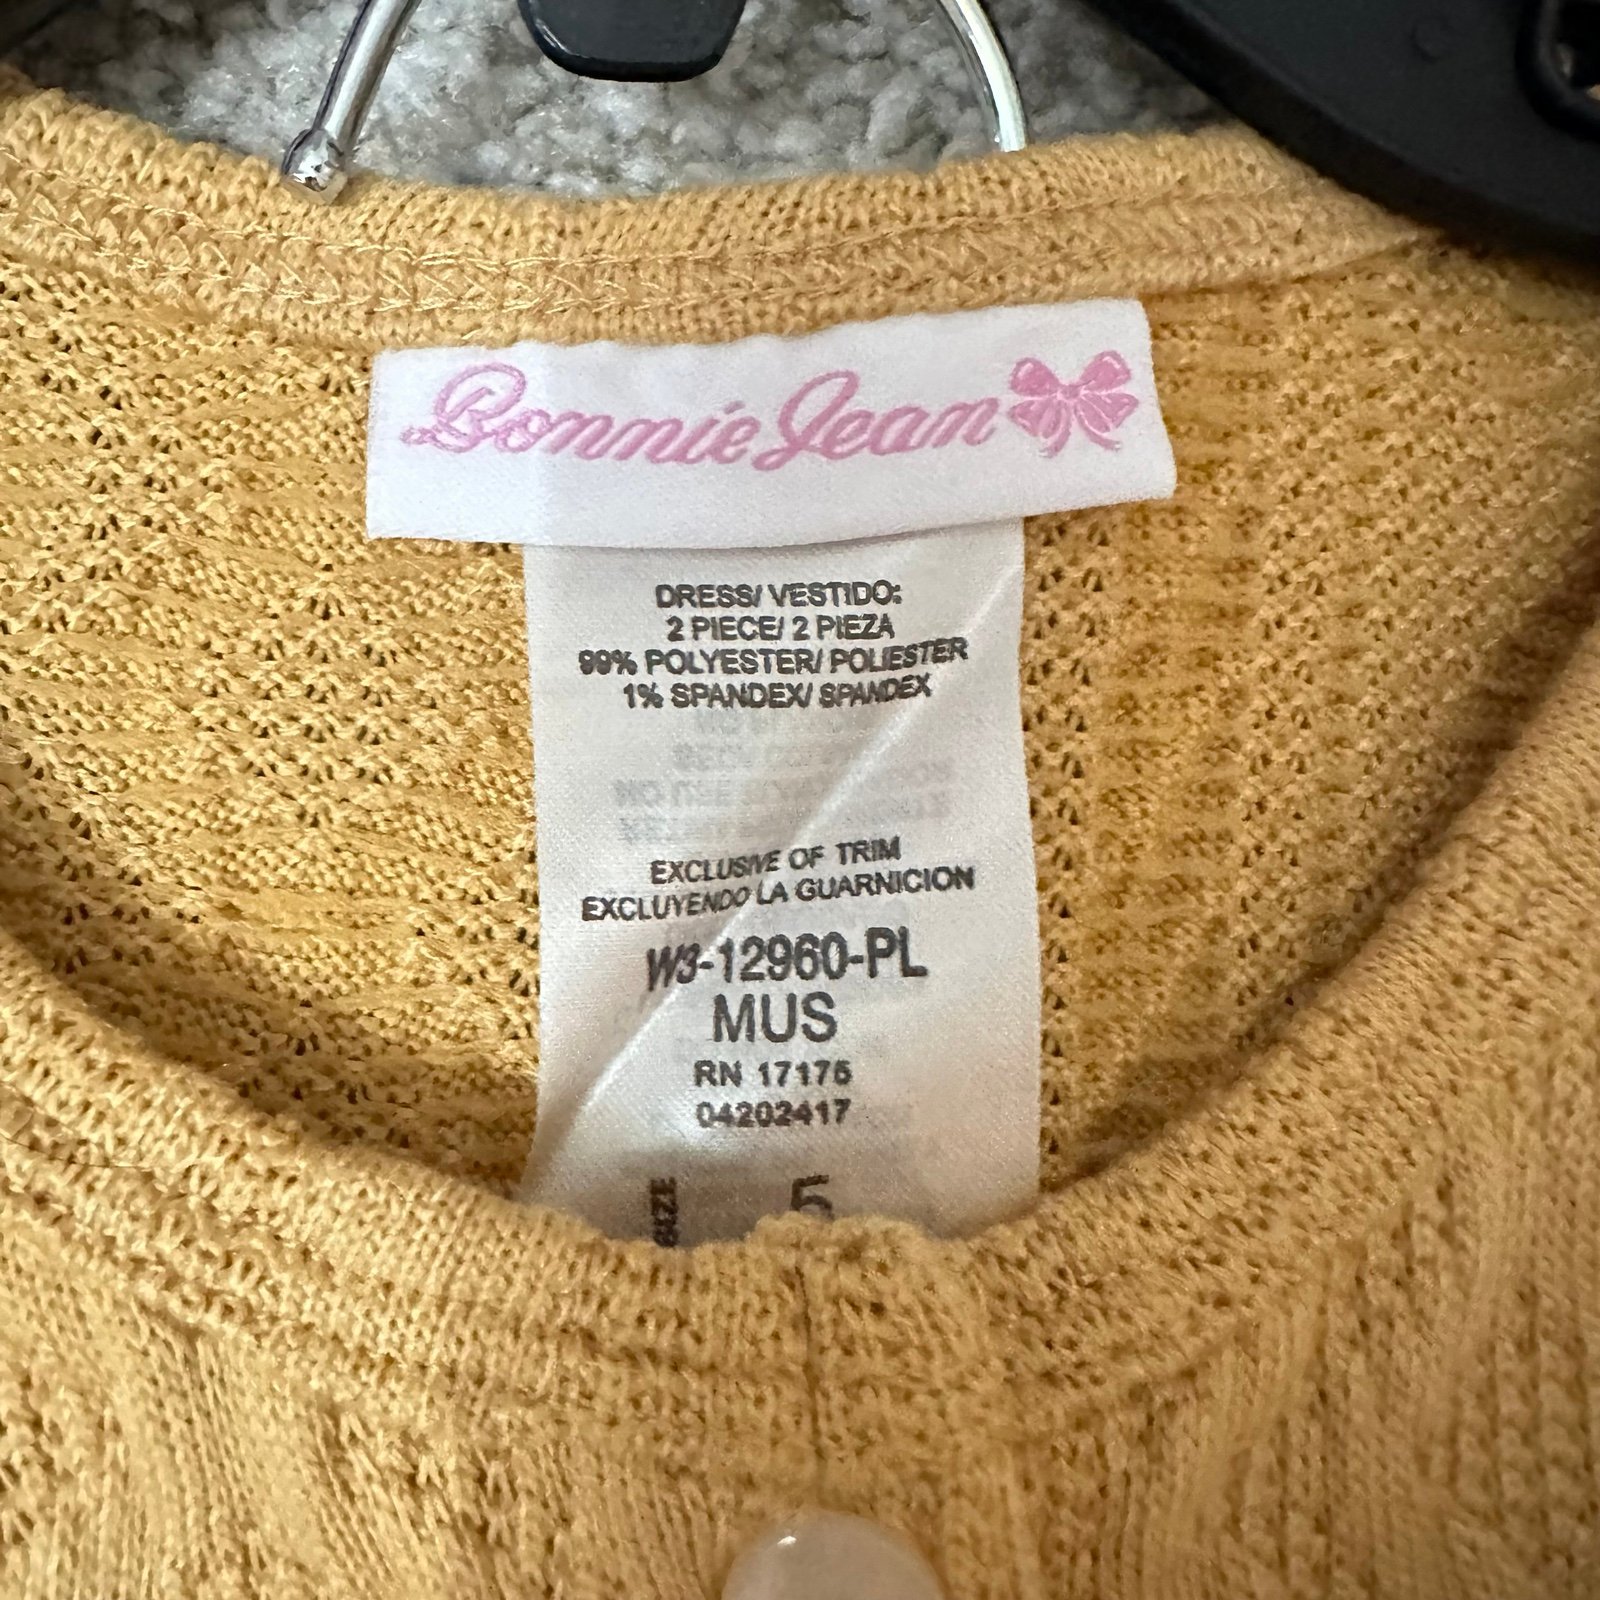 Bonnie Jean
DRESS/ VESTIDO:
2 PIECE/ 2 PIEZA
99% POLYESTER/ POLIESTER
1% SPANDEX/ SPANDEX
EXCLUSIVE OF TRIM
EXCLUYENDO LA GUARNICION
W3-12960-PL
MUS
RN 17175
04202417
SIZE 5